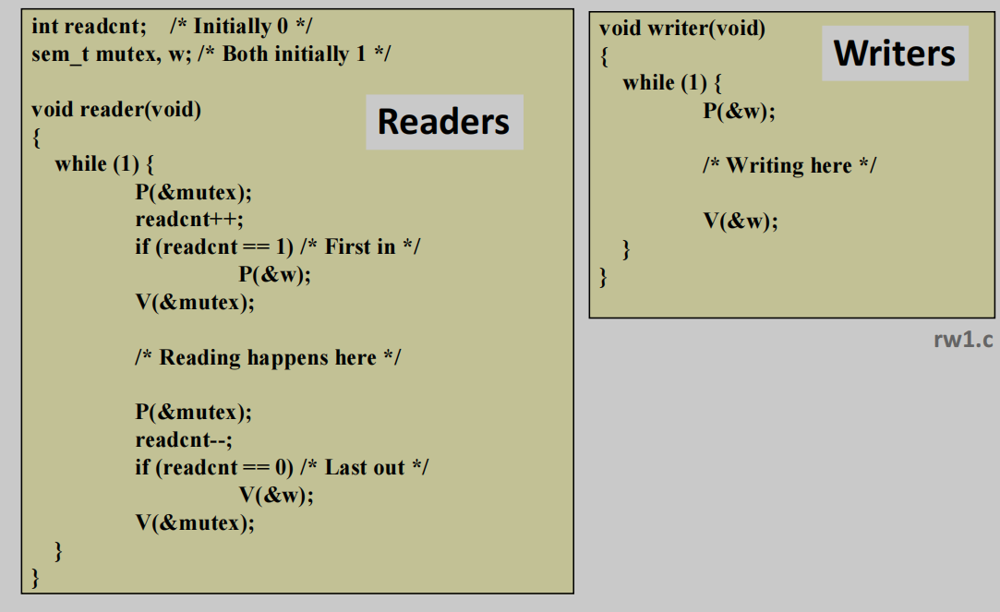 int readcnt;    /* Initially 0 */
sem_t mutex, w; /* Both initially 1 */
void reader(void)
{
while (1) {
P(&mutex);
readcnt++;
if (readcnt == 1) /* First in */
P(&w);
V(&mutex);
/* Reading happens here */
P(&mutex);
readcnt--;
if (readcnt == 0) /* Last out */
V(&w);
V(&mutex);
}
}
Readers
void writer(void)
{
while (1) {
P(&w);
/* Writing here */
V(&w);
}
}
Writers
rw1.c